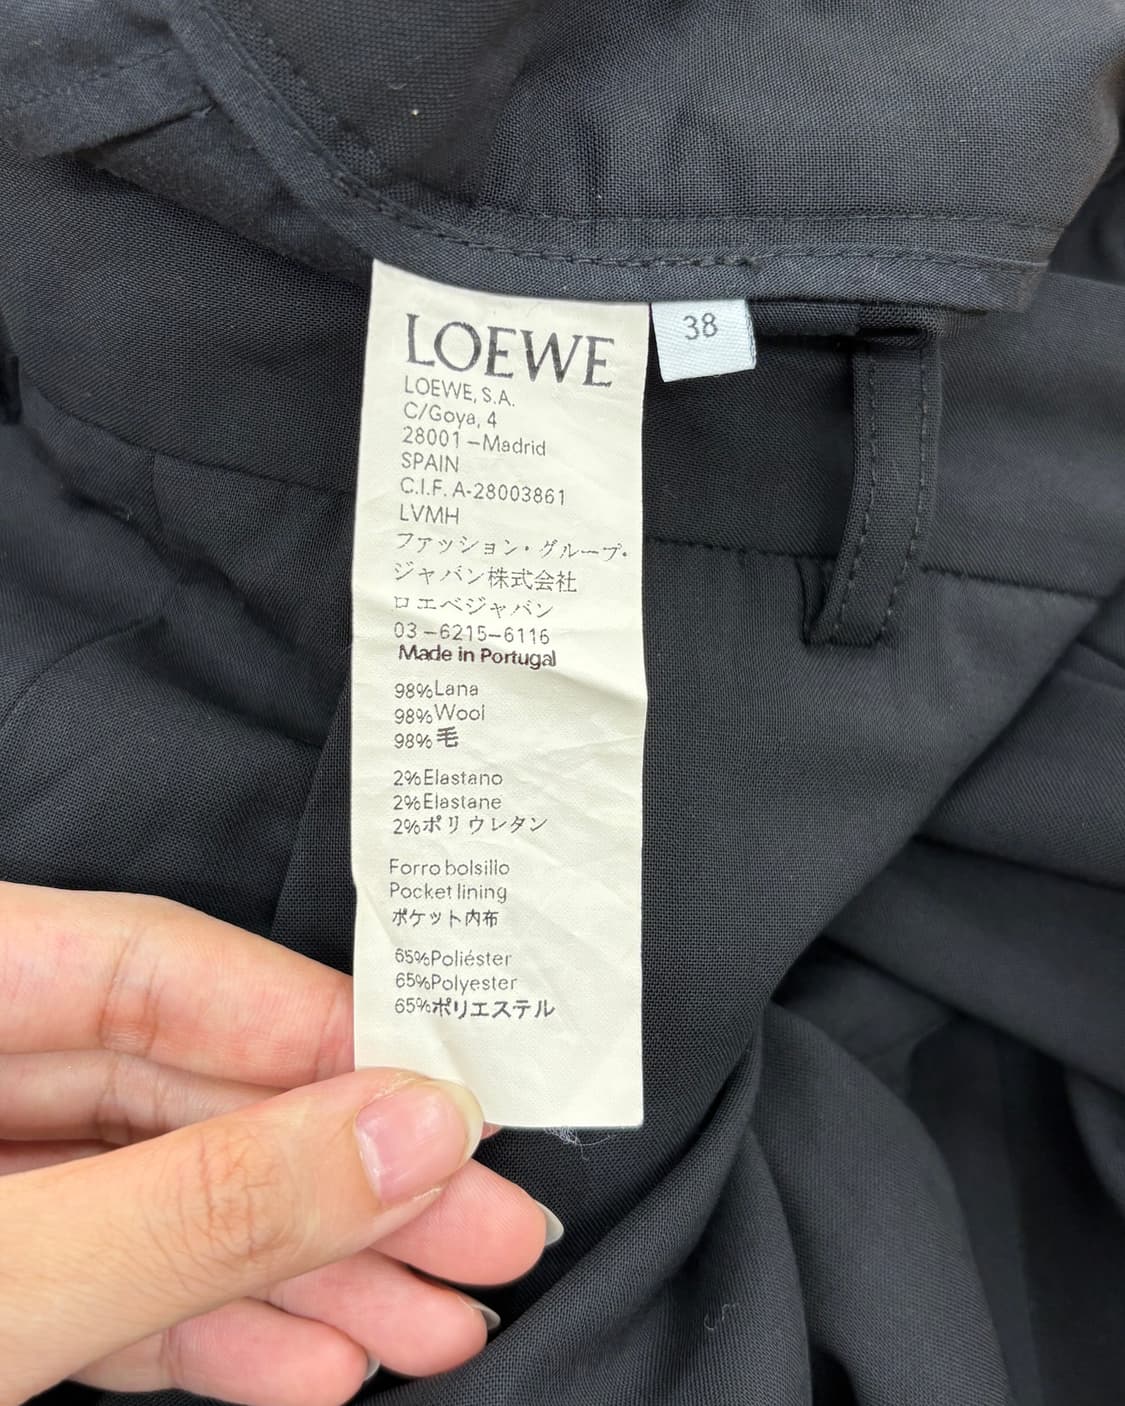 LOEWE
38
LOEWE, S.A.
C/Goya, 4
28001 – Madrid
SPAIN
C.I.F. A-28003861
LVMH
ファッション・グループ・
ジャパン株式会社
ロエベジャパン
03 – 6215 – 6116
Made in Portugal
98% Lana
98% Wool
98% 毛
2% Elastano
2% Elastane
2% ポリウレタン
Forro bolsillo
Pocket lining
ポケット内布
65% Poliéster
65% Polyester
65% ポリエステル